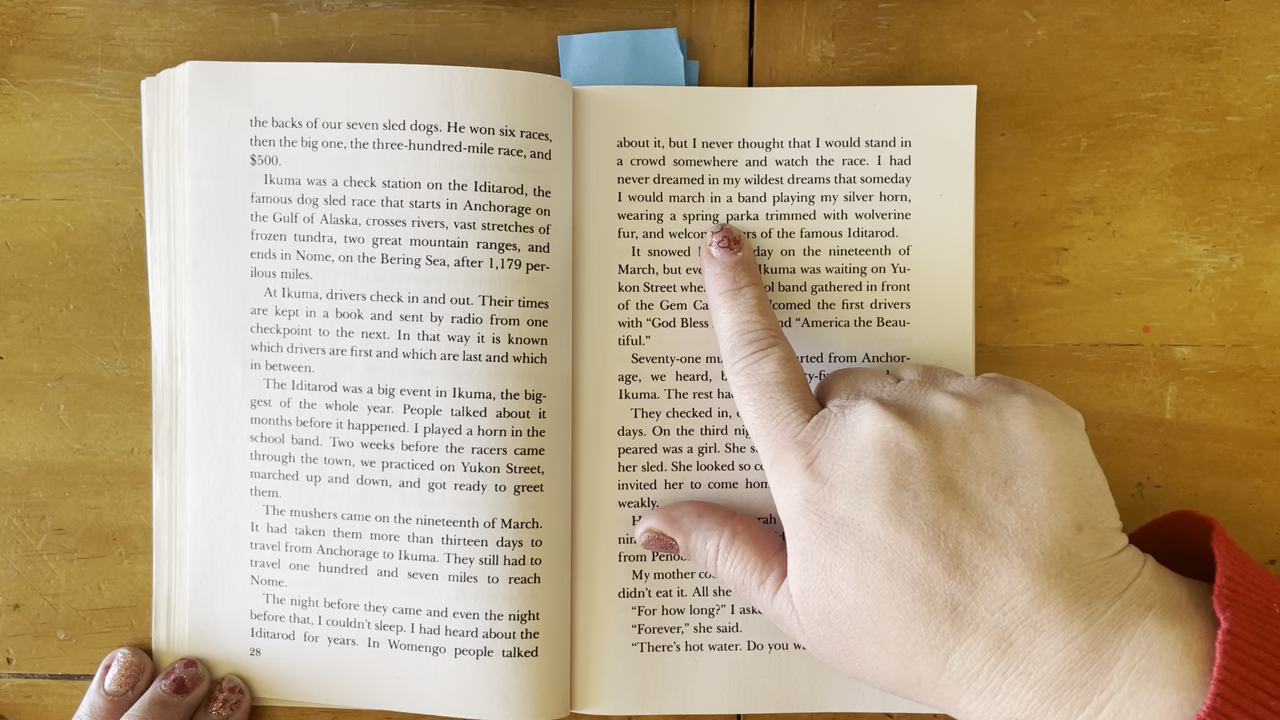 the backs of our seven sled dogs. He won six races,
then the big one, the three-hundred-mile race, and
$500.
Ikuma was a check station on the Iditarod, the
famous dog sled race that starts in Anchorage on
the Gulf of Alaska, crosses rivers, vast stretches of
frozen tundra, two great mountain ranges, and
ends in Nome, on the Bering Sea, after 1,179 per-
ilous miles.
At Ikuma, drivers check in and out. Their times
are kept in a book and sent by radio from one
checkpoint to the next. In that way it is known
which drivers are first and which are last and which
in between.
The Iditarod was a big event in Ikuma, the big-
gest of the whole year. People talked about it
months before it happened. I played a horn in the
school band. Two weeks before the racers came
through the town, we practiced on Yukon Street,
marched up and down, and got ready to greet
them.
The mushers came on the nineteenth of March.
It had taken them more than thirteen days to
travel from Anchorage to Ikuma. They still had to
travel one hundred and seven miles to reach
Nome.
The night before they came and even the night
before that, I couldn't sleep. I had heard about the
Iditarod for years. In Womengo people talked
28
about it, but I never thought that I would stand in
a crowd somewhere and watch the race. I had
never dreamed in my wildest dreams that someday
I would march in a band playing my silver horn,
wearing a spring parka trimmed with wolverine
fur, and of the famous Iditarod.
It snowed day on the nineteenth of
March, but Ikuma was waiting on Yu-
kon Street band gathered in front
of the Gem the first drivers
with “God Bless “America the Beau-
tiful.”
Seventy-one from Anchor-
age, we heard,
Ikuma. The rest
They checked in,
days. On the third
peared was a girl. She
her sled. She looked so
invited her to come
weakly.
from
My mother
didn't eat it. All she
“For how long?” I
“Forever,” she said.
“There's hot water. Do you